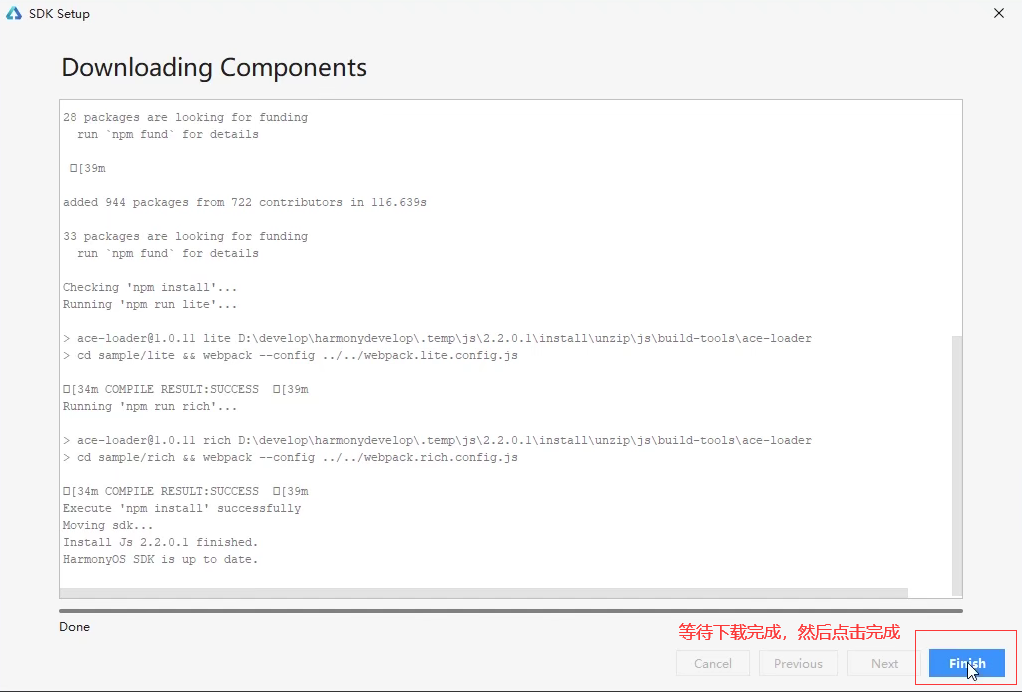 SDK Setup
Downloading Components
28 packages are looking for funding
run `npm fund` for details
□[39m
added 944 packages from 722 contributors in 116.639s
33 packages are looking for funding
run `npm fund` for details
Checking 'npm install'...
Running 'npm run lite'...
> ace-loader@1.0.11 lite D:\develop\harmonydevelop\.temp\js\2.2.0.1\install\unzip\js\build-tools\ace-loader
> cd sample/lite && webpack --config ../../webpack.lite.config.js
□[34m COMPILE RESULT:SUCCESS □[39m
Running 'npm run rich'...
> ace-loader@1.0.11 rich D:\develop\harmonydevelop\.temp\js\2.2.0.1\install\unzip\js\build-tools\ace-loader
> cd sample/rich && webpack --config ../../webpack.rich.config.js
□[34m COMPILE RESULT:SUCCESS □[39m
Execute 'npm install' successfully
Moving sdk...
Install Js 2.2.0.1 finished.
HarmonyOS SDK is up to date.
Done
等待下载完成，然后点击完成
Cancel Previous Next Finish